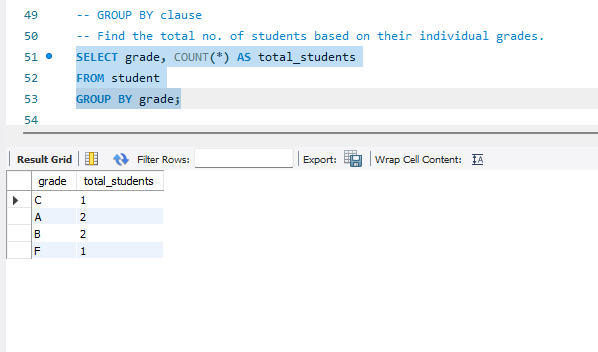 49 -- GROUP BY clause
50 -- Find the total no. of students based on their individual grades.
51 SELECT grade, COUNT(*) AS total_students
52 FROM student
53 GROUP BY grade;
54
Result Grid Filter Rows: Export: Wrap Cell Content: IA
grade total_students
C 1
A 2
B 2
F 1